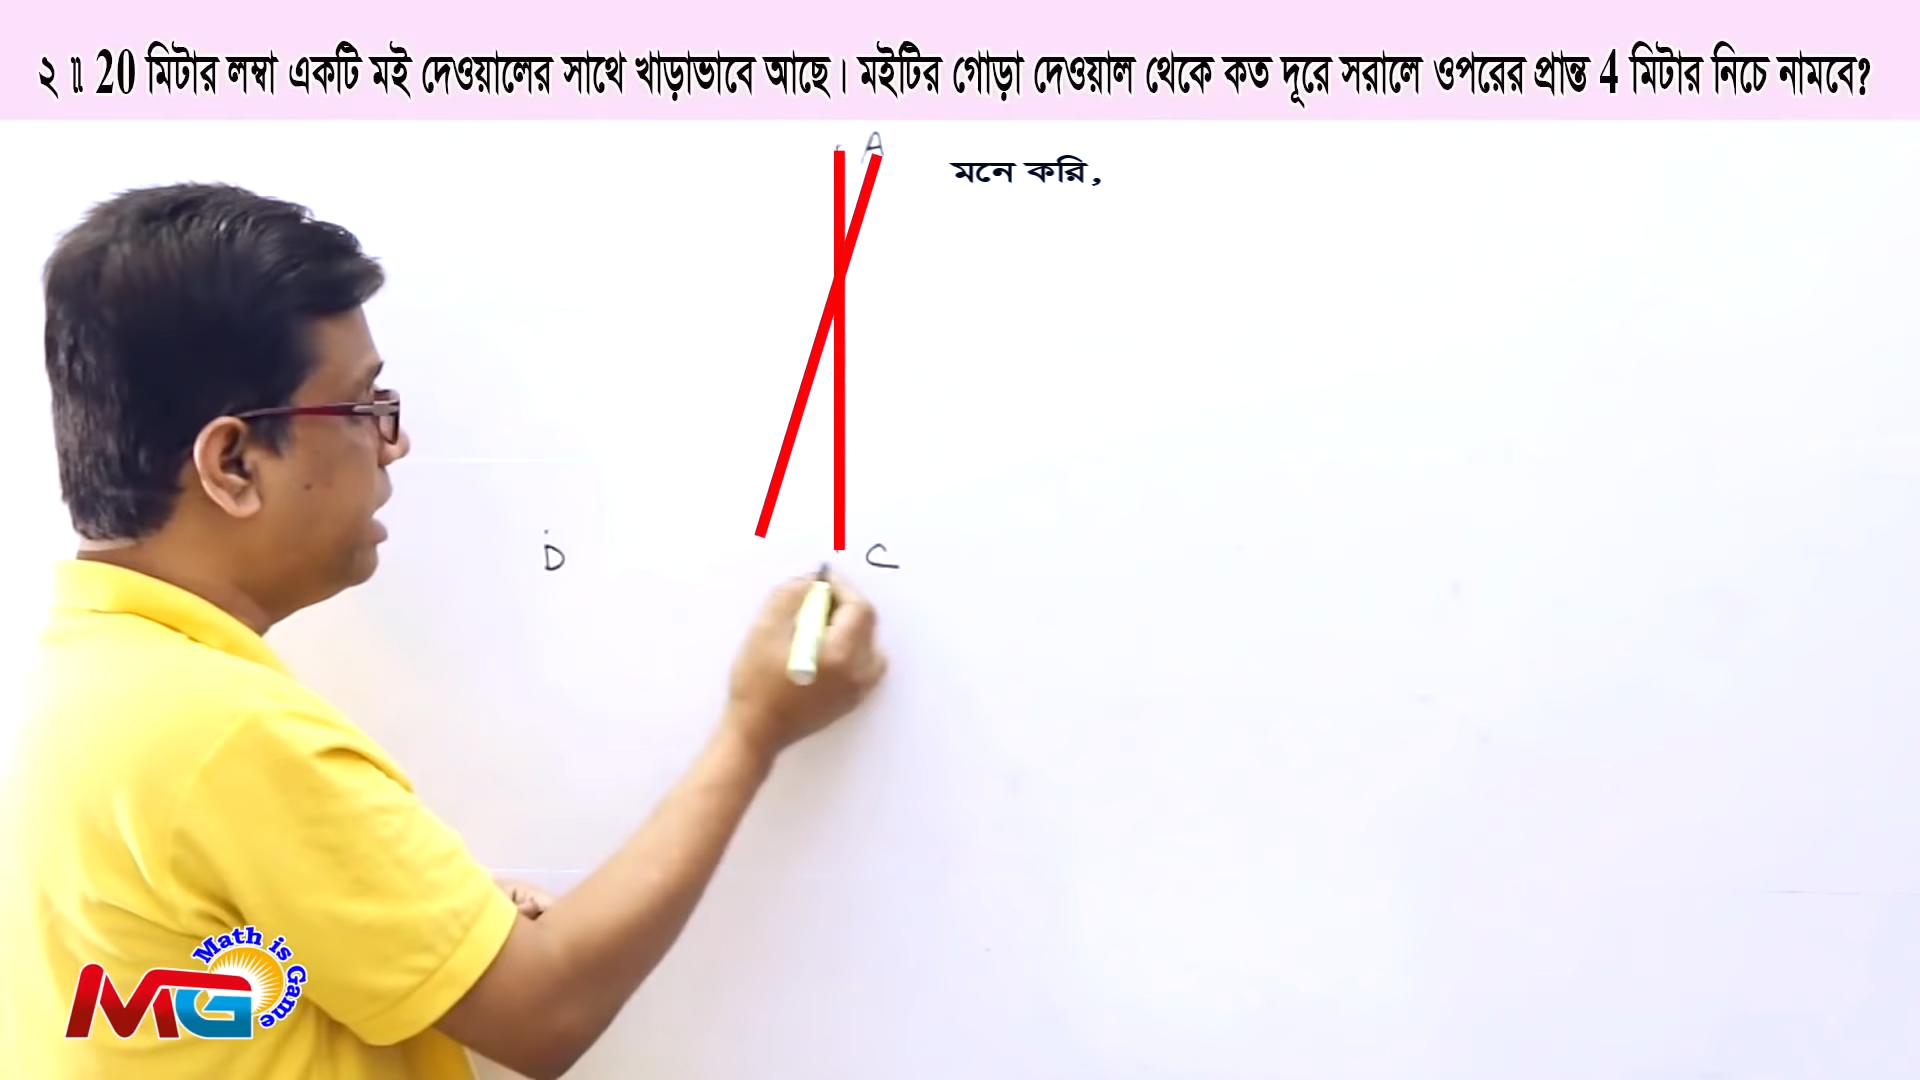 ২ ॥ 20 মিটার লম্বা একটি মই দেওয়ালের সাথে খাড়াভাবে আছে। মইটির গোড়া দেওয়াল থেকে কত দূরে সরালে ওপরের প্রান্ত 4 মিটার নিচে নামবে?
A
মনে করি,
D
C
Math is Game
MG